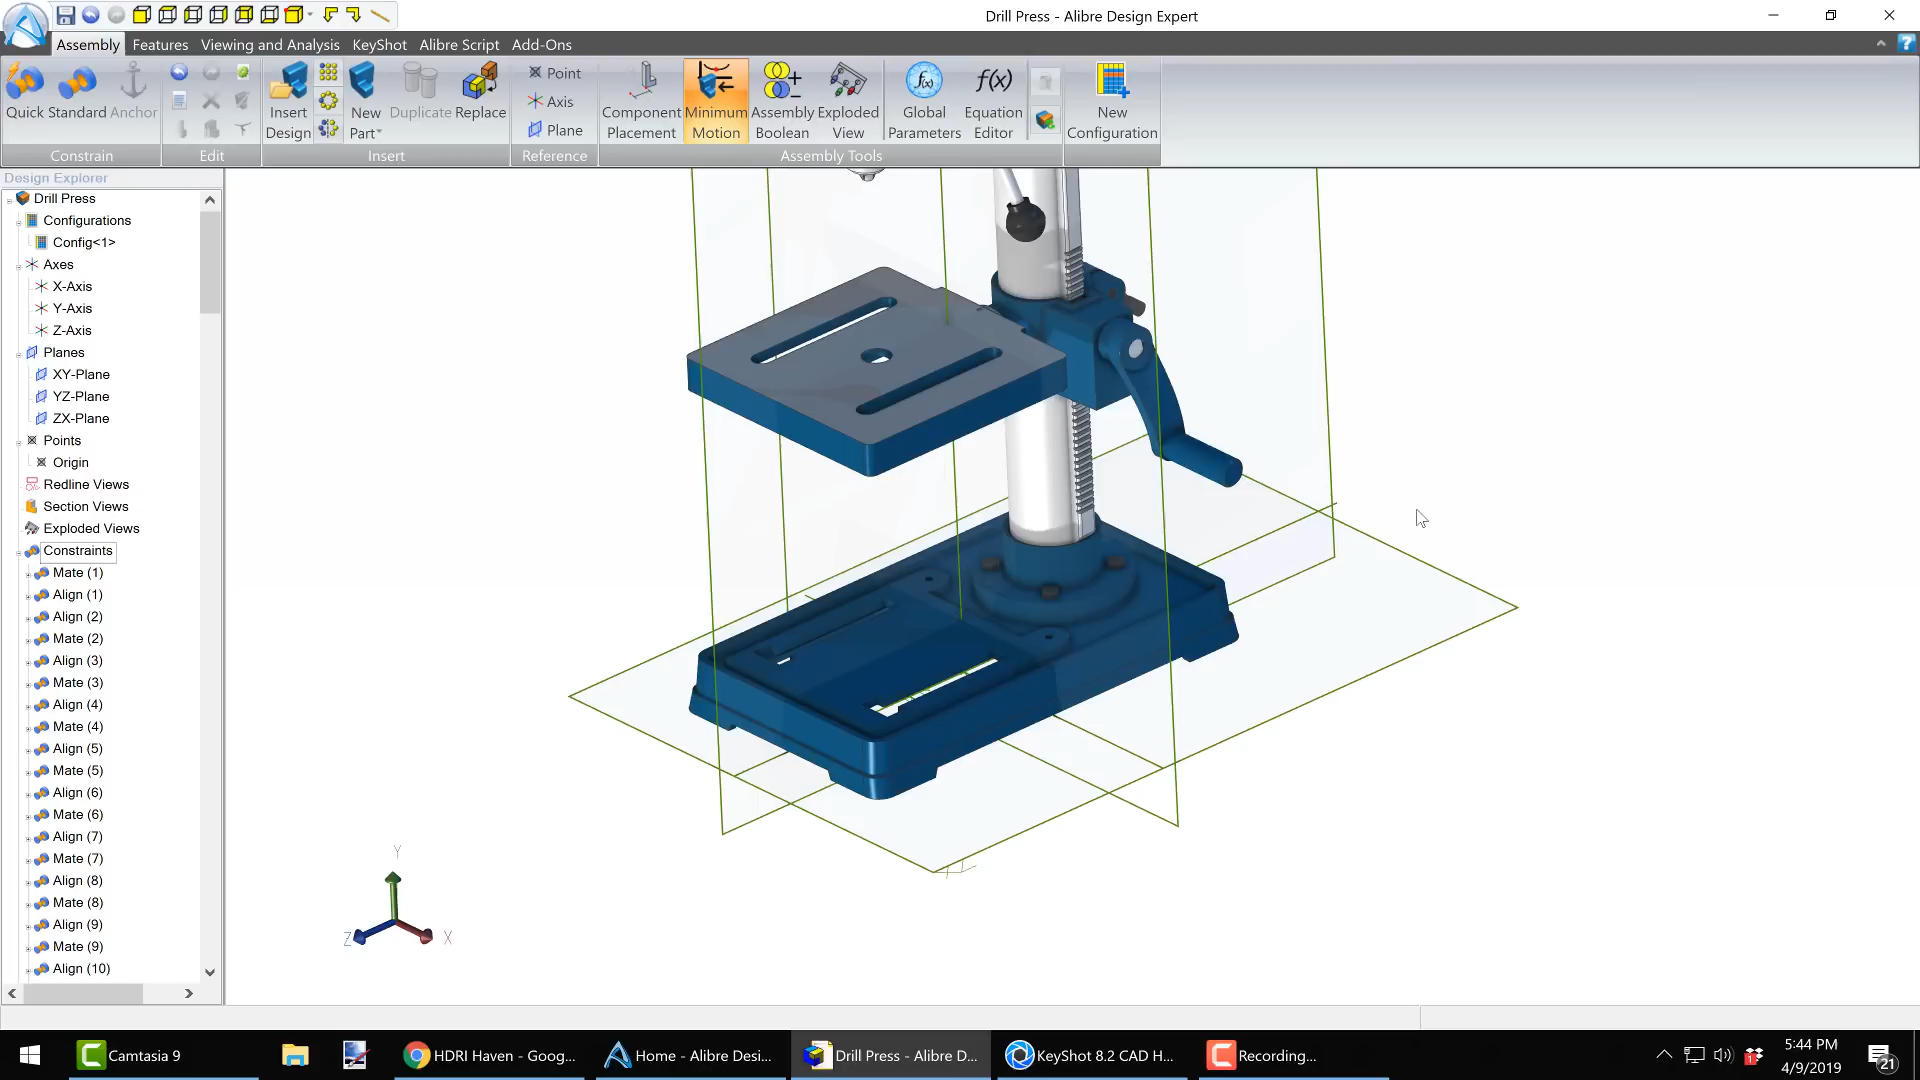 Drill Press - Alibre Design Expert
Assembly Features Viewing and Analysis KeyShot Alibre Script Add-Ons
Quick Standard Anchor
Constrain
Edit
Insert Design
New Part
Duplicate Replace
Insert
Point
Axis
Plane
Reference
Component Placement
Minimum Motion
Assembly Boolean
Exploded View
Global Parameters
Equation Editor
f(x)
Assembly Tools
New Configuration
Design Explorer
Drill Press
Configurations
Config<1>
Axes
X-Axis
Y-Axis
Z-Axis
Planes
XY-Plane
YZ-Plane
ZX-Plane
Points
Origin
Redline Views
Section Views
Exploded Views
Constraints
Mate (1)
Align (1)
Align (2)
Mate (2)
Align (3)
Mate (3)
Align (4)
Mate (4)
Align (5)
Mate (5)
Align (6)
Mate (6)
Align (7)
Mate (7)
Align (8)
Mate (8)
Align (9)
Mate (9)
Align (10)
Y
Z
X
Camtasia 9
HDRI Haven - Goog...
Home - Alibre Desi...
Drill Press - Alibre D...
KeyShot 8.2 CAD H...
Recording...
5:44 PM
4/9/2019
21